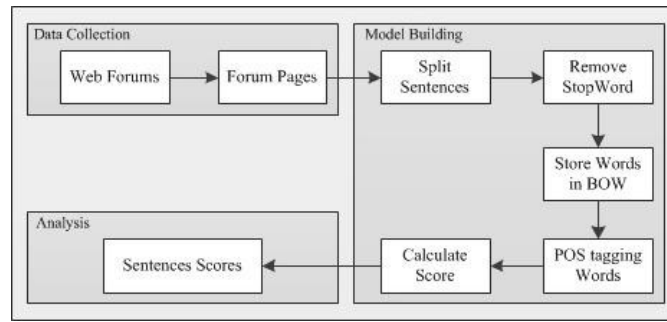 Data Collection
Web Forums
Forum Pages
Model Building
Split
Sentences
Remove
StopWord
Store Words
in BOW
POS tagging
Words
Calculate
Score
Analysis
Sentences Scores